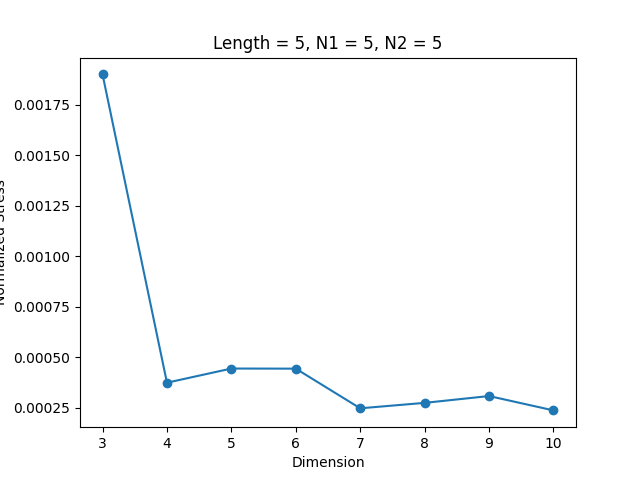 Length = 5, N1 = 5, N2 = 5
Normalized Stress
0.00175
0.00150
0.00125
0.00100
0.00075
0.00050
0.00025
3 4 5 6 7 8 9 10
Dimension